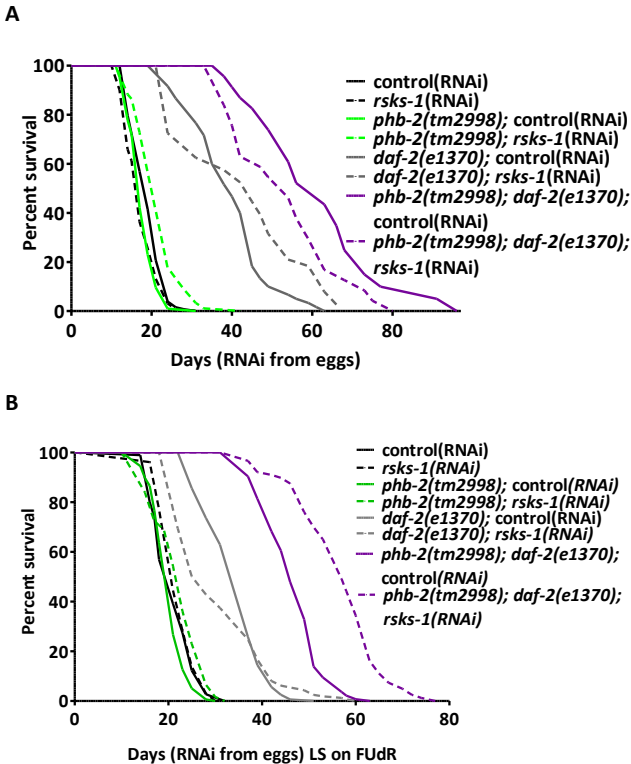 A
100
80
60
40
20
0
Percent survival
0 20 40 60 80
Days (RNAi from eggs)
control(RNAi)
rsks-1(RNAi)
phb-2(tm2998); control(RNAi)
phb-2(tm2998); rsks-1(RNAi)
daf-2(e1370); control(RNAi)
daf-2(e1370); rsks-1(RNAi)
phb-2(tm2998); daf-2(e1370);
control(RNAi)
phb-2(tm2998); daf-2(e1370);
rsks-1(RNAi)
B
100
80
60
40
20
0
Percent survival
0 20 40 60 80
Days (RNAi from eggs) LS on FUdR
control(RNAi)
rsks-1(RNAi)
phb-2(tm2998); control(RNAi)
phb-2(tm2998); rsks-1(RNAi)
daf-2(e1370); control(RNAi)
daf-2(e1370); rsks-1(RNAi)
phb-2(tm2998); daf-2(e1370);
control(RNAi)
phb-2(tm2998); daf-2(e1370);
rsks-1(RNAi)